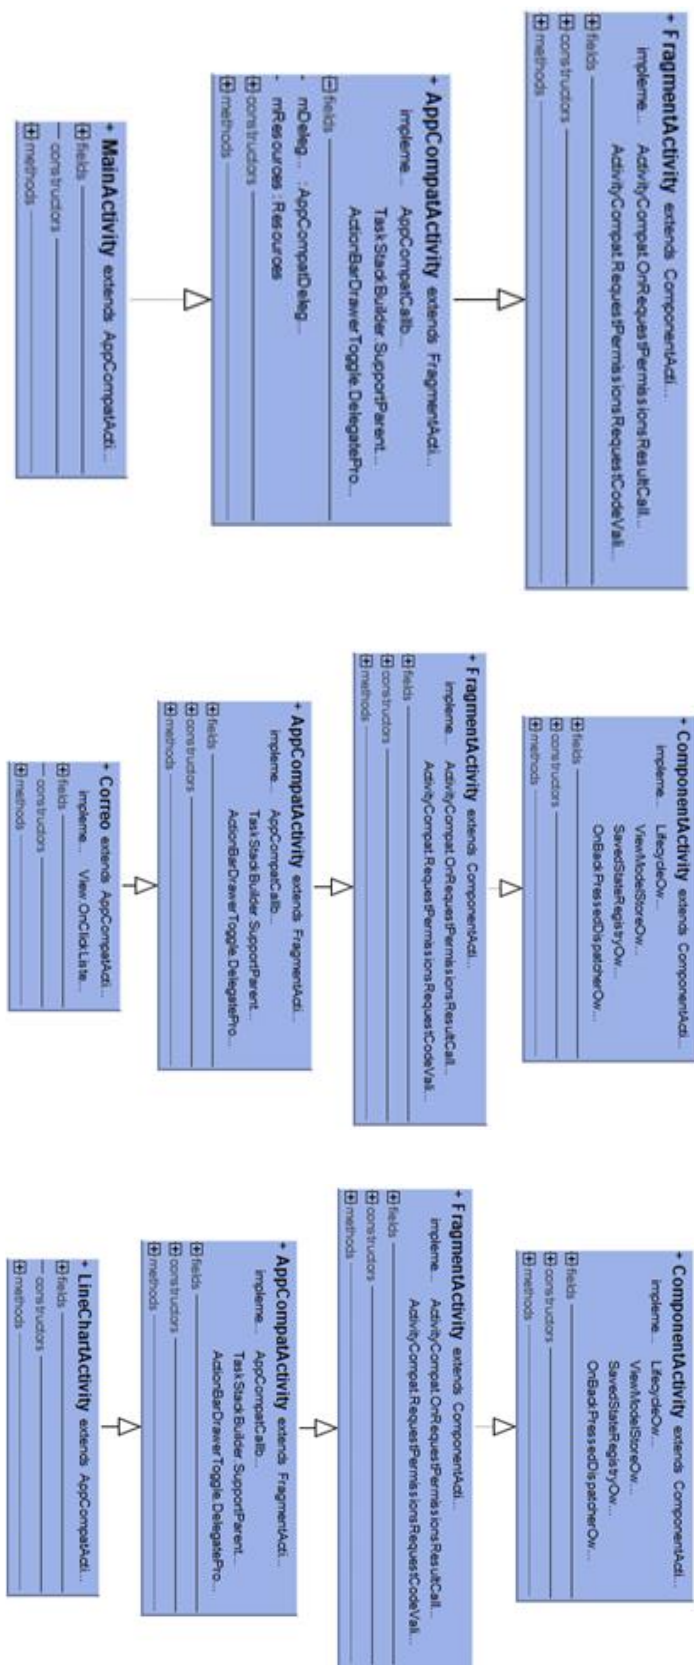 + FragmentActivity extends ComponentActi...
impleme... ActivityCompat.OnRequestPermissionsResultCall...
ActivityCompat.RequestPermissionsRequestCodeVali...
fields
constructors
methods
+ AppCompatActivity extends FragmentActi...
impleme... AppCompatCallb...
TaskStackBuilder.SupportParent...
ActionBarDrawerToggle.DelegatePro...
fields
- mDeleg... : AppCompatDeleg...
- mResources : Resources
constructors
methods
+ MainActivity extends AppCompatActi...
fields
constructors
methods
+ ComponentActivity extends ComponentActi...
impleme... LifecycleOw...
ViewModelStoreOw...
SavedStateRegistryOw...
OnBackPressedDispatcherOw...
fields
constructors
methods
+ FragmentActivity extends ComponentActi...
impleme... ActivityCompat.OnRequestPermissionsResultCall...
ActivityCompat.RequestPermissionsRequestCodeVali...
fields
constructors
methods
+ AppCompatActivity extends FragmentActi...
impleme... AppCompatCallb...
TaskStackBuilder.SupportParent...
ActionBarDrawerToggle.DelegatePro...
fields
constructors
methods
+ Correo extends AppCompatActi...
impleme... View.OnClickListe...
fields
constructors
methods
+ ComponentActivity extends ComponentActi...
impleme... LifecycleOw...
ViewModelStoreOw...
SavedStateRegistryOw...
OnBackPressedDispatcherOw...
fields
constructors
methods
+ FragmentActivity extends ComponentActi...
impleme... ActivityCompat.OnRequestPermissionsResultCall...
ActivityCompat.RequestPermissionsRequestCodeVali...
fields
constructors
methods
+ AppCompatActivity extends FragmentActi...
impleme... AppCompatCallb...
TaskStackBuilder.SupportParent...
ActionBarDrawerToggle.DelegatePro...
fields
constructors
methods
+ LineChartActivity extends AppCompatActi...
fields
constructors
methods